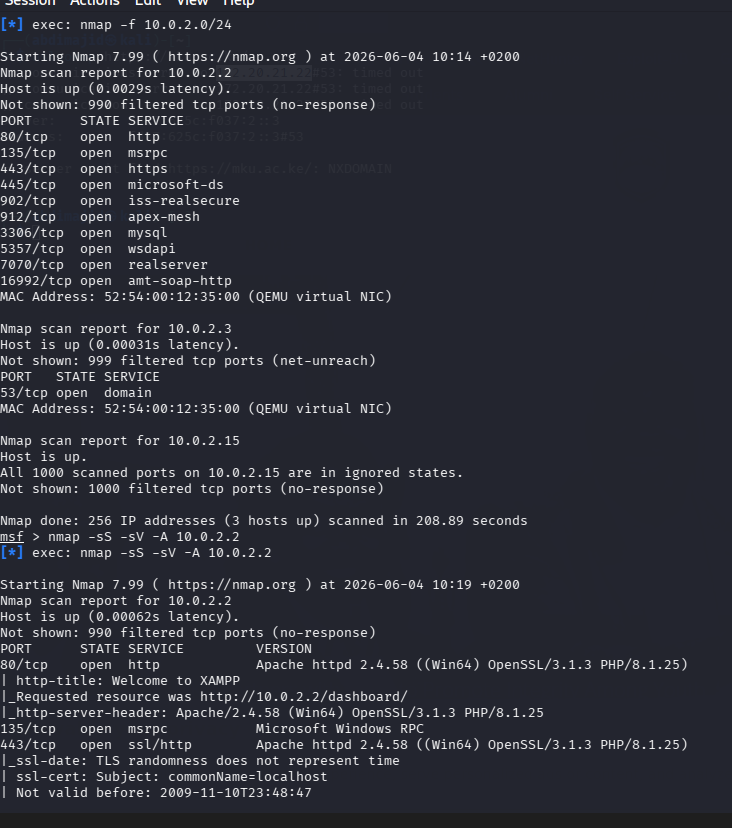 Session Actions Edit View Help
[*] exec: nmap -f 10.0.2.0/24
Starting Nmap 7.99 ( https://nmap.org ) at 2026-06-04 10:14 +0200
Nmap scan report for 10.0.2.2
Host is up (0.0029s latency).
Not shown: 990 filtered tcp ports (no-response)
PORT      STATE SERVICE
80/tcp    open  http
135/tcp   open  msrpc
443/tcp   open  https
445/tcp   open  microsoft-ds
902/tcp   open  iss-realsecure
912/tcp   open  apex-mesh
3306/tcp  open  mysql
5357/tcp  open  wsdapi
7070/tcp  open  realserver
16992/tcp open  amt-soap-http
MAC Address: 52:54:00:12:35:00 (QEMU virtual NIC)
Nmap scan report for 10.0.2.3
Host is up (0.00031s latency).
Not shown: 999 filtered tcp ports (net-unreach)
PORT   STATE SERVICE
53/tcp open  domain
MAC Address: 52:54:00:12:35:00 (QEMU virtual NIC)
Nmap scan report for 10.0.2.15
Host is up.
All 1000 scanned ports on 10.0.2.15 are in ignored states.
Not shown: 1000 filtered tcp ports (no-response)
Nmap done: 256 IP addresses (3 hosts up) scanned in 208.89 seconds
msf > nmap -sS -sV -A 10.0.2.2
[*] exec: nmap -sS -sV -A 10.0.2.2
Starting Nmap 7.99 ( https://nmap.org ) at 2026-06-04 10:19 +0200
Nmap scan report for 10.0.2.2
Host is up (0.00062s latency).
Not shown: 990 filtered tcp ports (no-response)
PORT      STATE SERVICE         VERSION
80/tcp    open  http            Apache httpd 2.4.58 ((Win64) OpenSSL/3.1.3 PHP/8.1.25)
| http-title: Welcome to XAMPP
|_Requested resource was http://10.0.2.2/dashboard/
|_http-server-header: Apache/2.4.58 (Win64) OpenSSL/3.1.3 PHP/8.1.25
135/tcp   open  msrpc           Microsoft Windows RPC
443/tcp   open  ssl/http        Apache httpd 2.4.58 ((Win64) OpenSSL/3.1.3 PHP/8.1.25)
|_ssl-date: TLS randomness does not represent time
| ssl-cert: Subject: commonName=localhost
| Not valid before: 2009-11-10T23:48:47